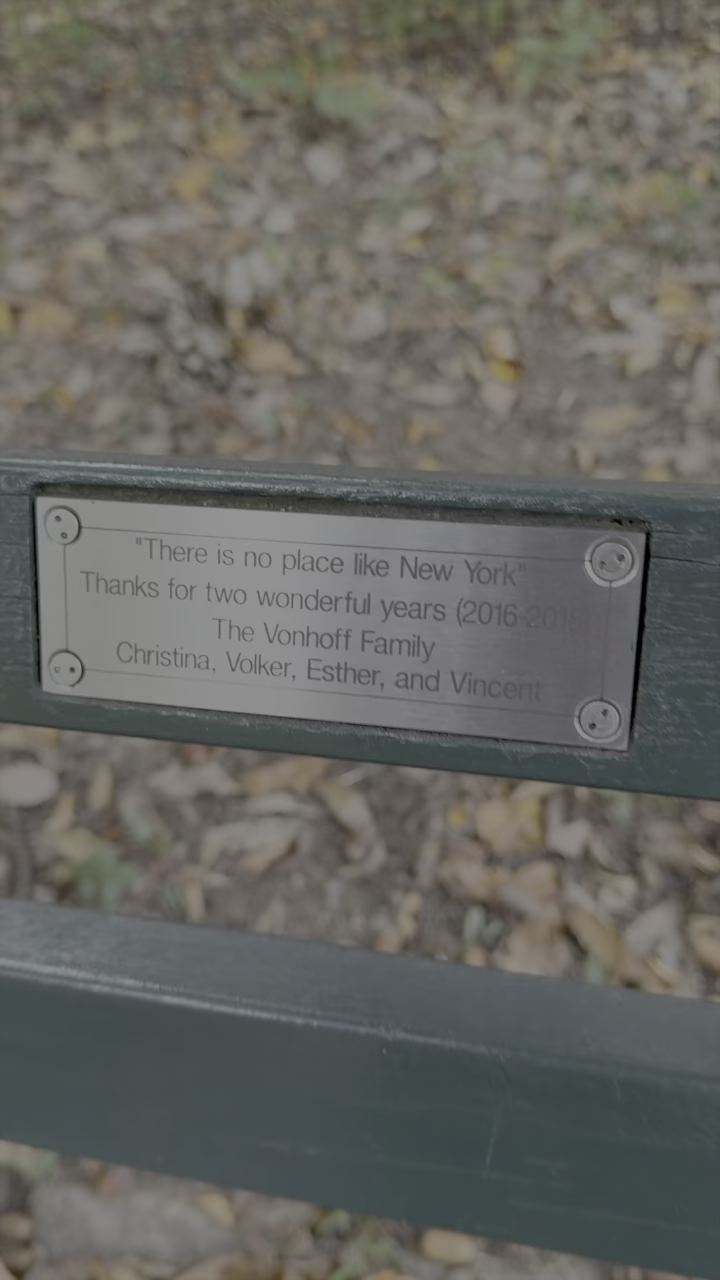 "There is no place like New York"
Thanks for two wonderful years (2016-2018)
The Vonhoff Family
Christina, Volker, Esther, and Vincent